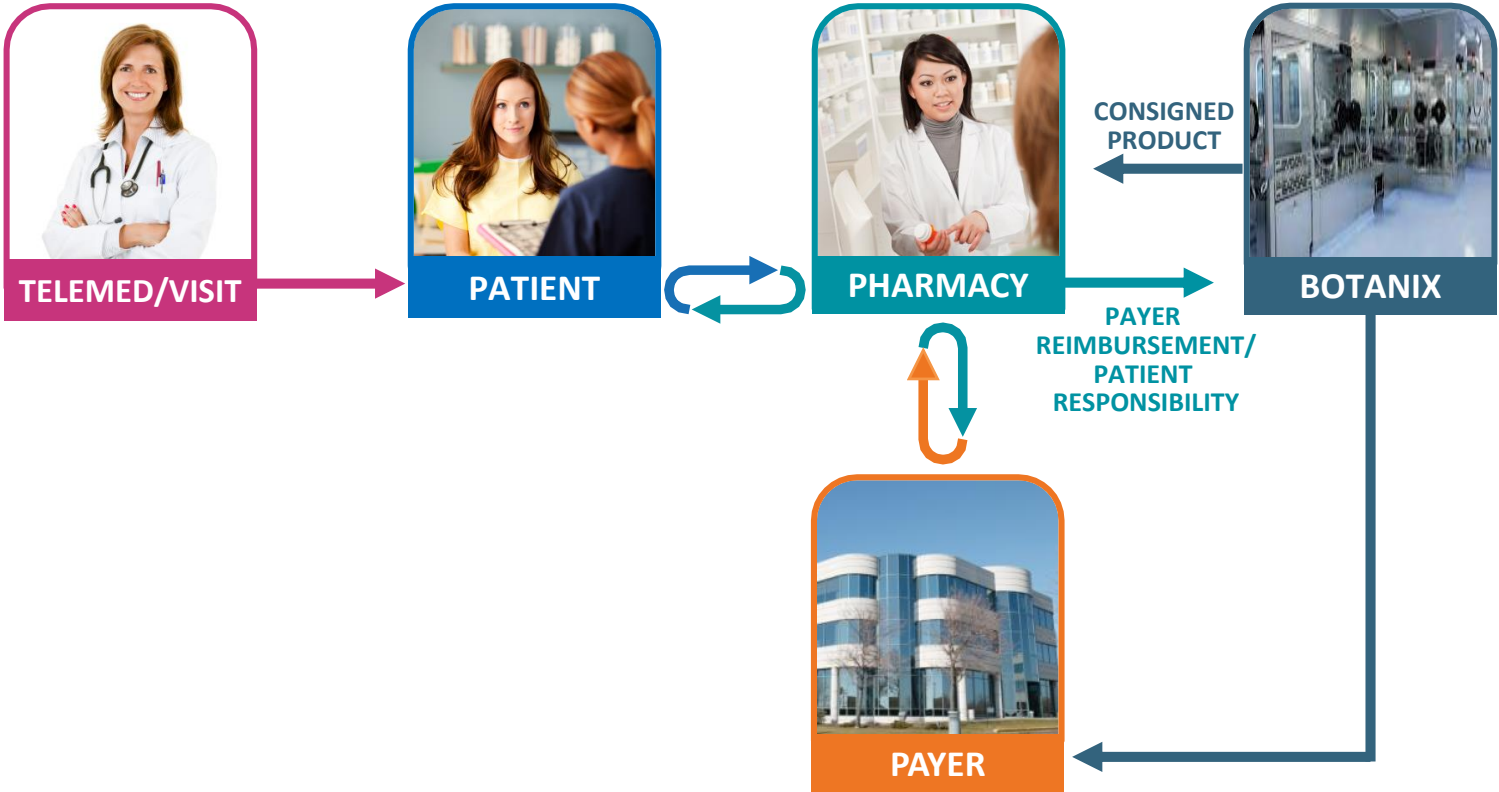 CONSIGNED
PRODUCT
TELEMED/VISIT
PATIENT
PHARMACY
BOTANIX
PAYER
REIMBURSEMENT/
PATIENT
RESPONSIBILITY
PAYER